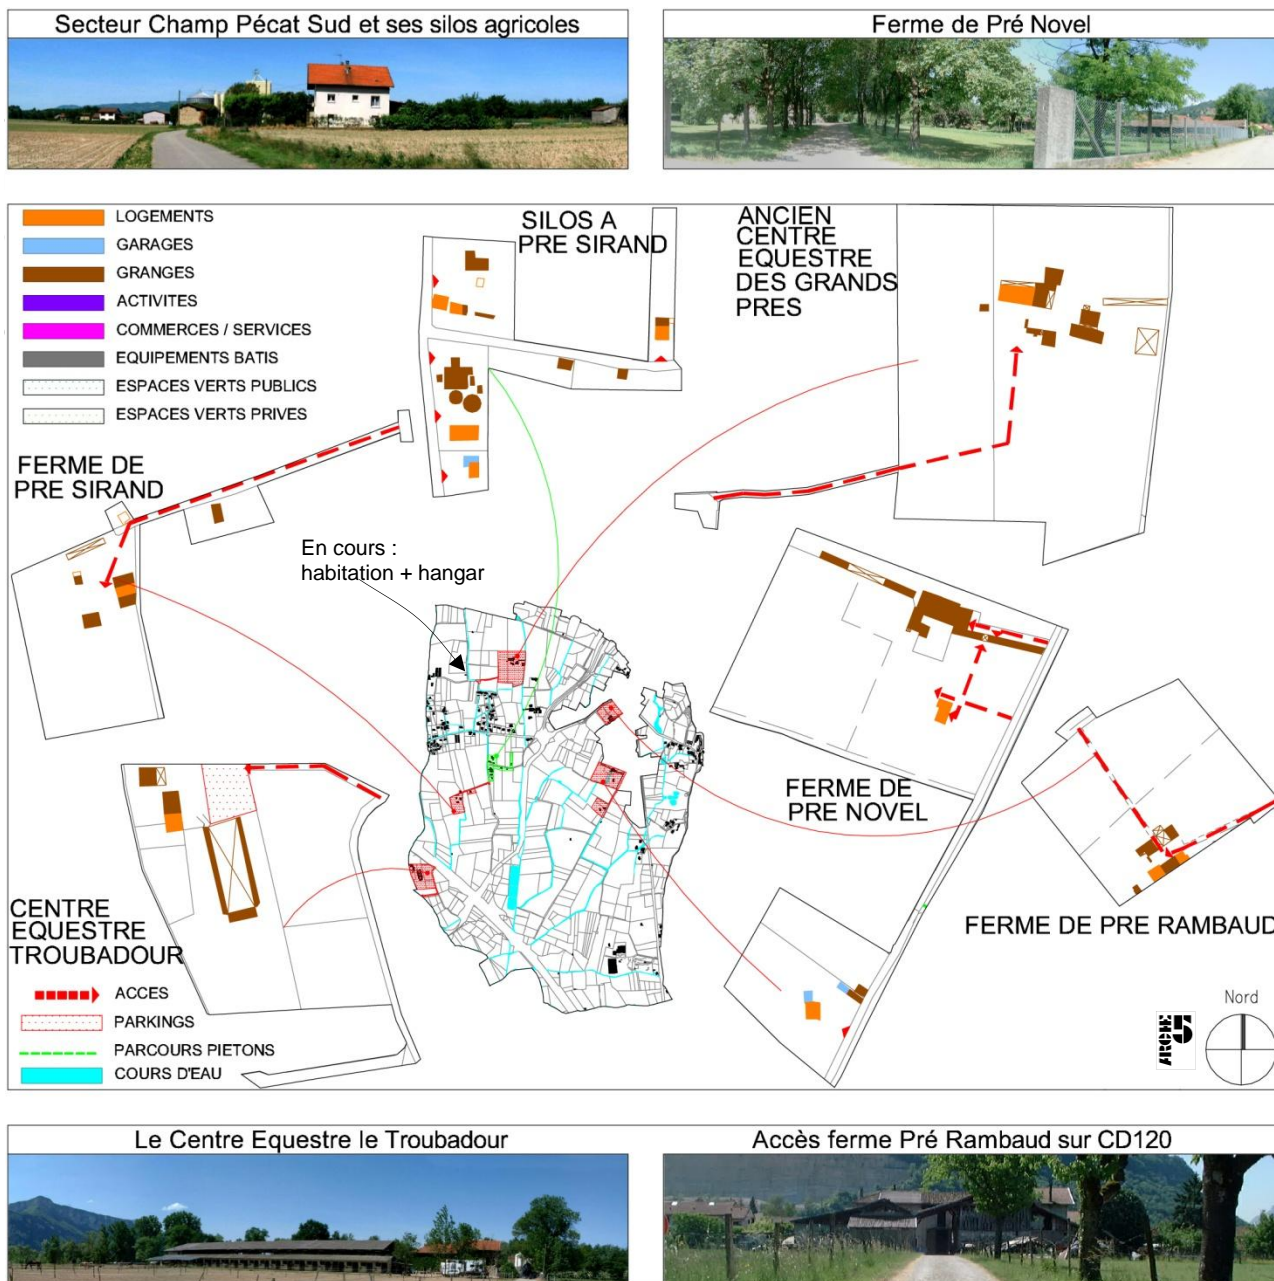 Secteur Champ Pécat Sud et ses silos agricoles
Ferme de Pré Novel
LOGEMENTS
GARAGES
GRANGES
ACTIVITES
COMMERCES / SERVICES
EQUIPEMENTS BATIS
ESPACES VERTS PUBLICS
ESPACES VERTS PRIVES
SILOS A
PRE SIRAND
ANCIEN
CENTRE
EQUESTRE
DES GRANDS
PRES
FERME DE
PRE SIRAND
En cours :
habitation + hangar
FERME DE
PRE NOVEL
FERME DE PRE RAMBAUD
CENTRE
EQUESTRE
TROUBADOUR
ACCES
PARKINGS
PARCOURS PIETONS
COURS D'EAU
ARCHE 5
Nord
Le Centre Equestre le Troubadour
Accès ferme Pré Rambaud sur CD120